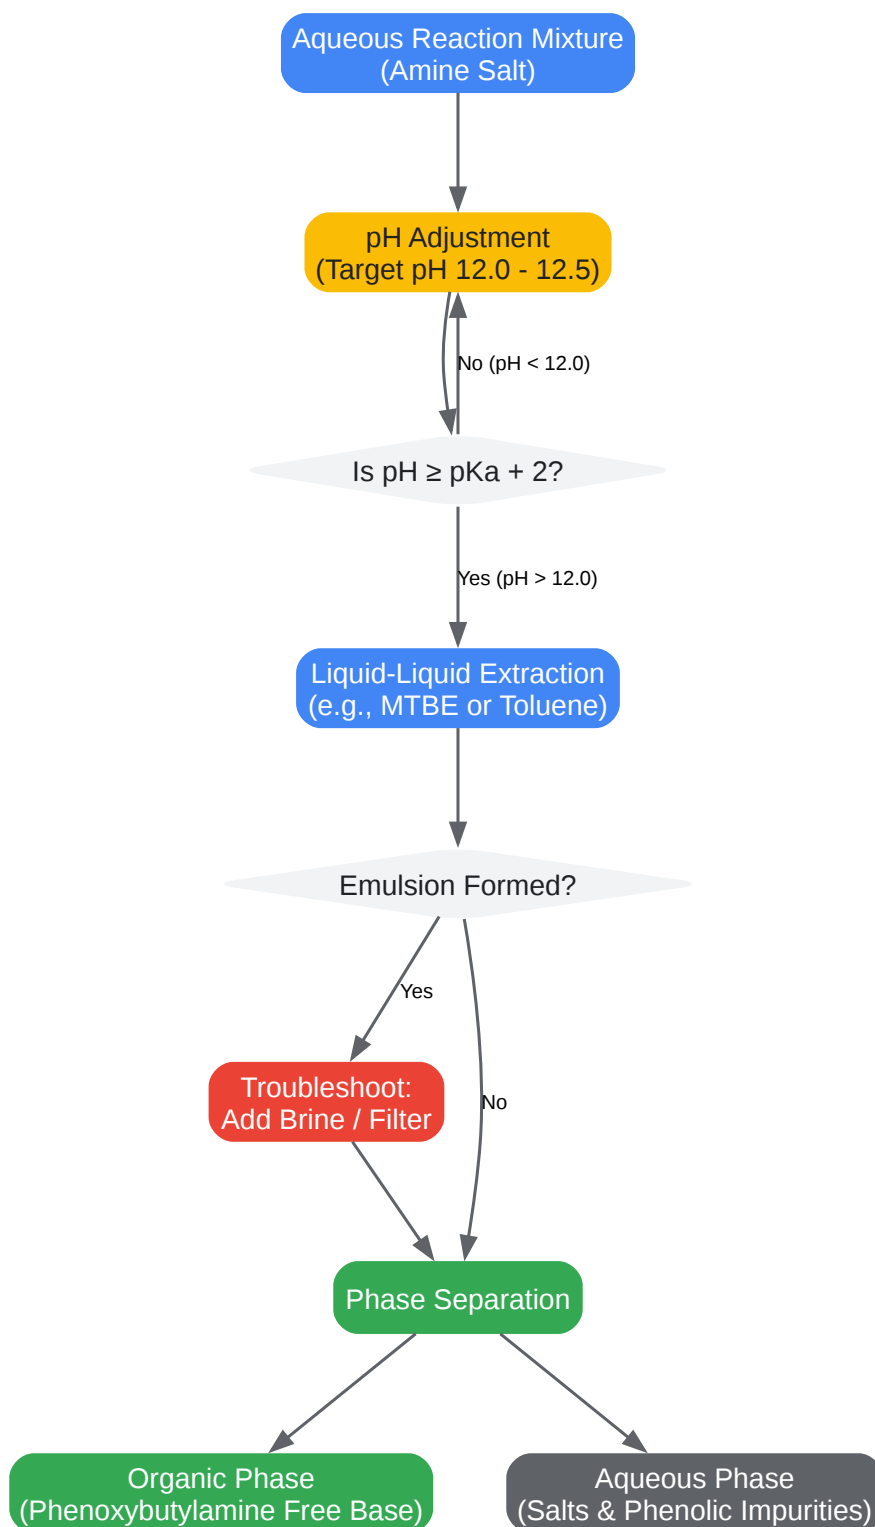 Aqueous Reaction Mixture
(Amine Salt)
pH Adjustment
(Target pH 12.0 - 12.5)
No (pH < 12.0)
Is pH ≥ pKa + 2?
Yes (pH > 12.0)
Liquid-Liquid Extraction
(e.g., MTBE or Toluene)
Emulsion Formed?
Yes
Troubleshoot:
Add Brine / Filter
No
Phase Separation
Organic Phase
(Phenoxybutylamine Free Base)
Aqueous Phase
(Salts & Phenolic Impurities)